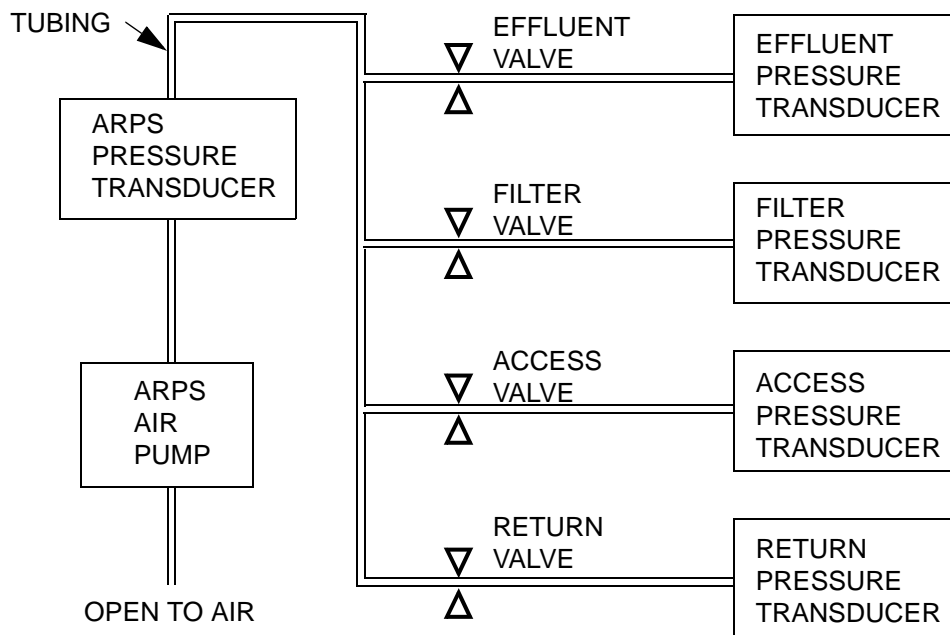 TUBING
ARPS
PRESSURE
TRANSDUCER
ARPS
AIR
PUMP
OPEN TO AIR
EFFLUENT
VALVE
EFFLUENT
PRESSURE
TRANSDUCER
FILTER
VALVE
FILTER
PRESSURE
TRANSDUCER
ACCESS
VALVE
ACCESS
PRESSURE
TRANSDUCER
RETURN
VALVE
RETURN
PRESSURE
TRANSDUCER